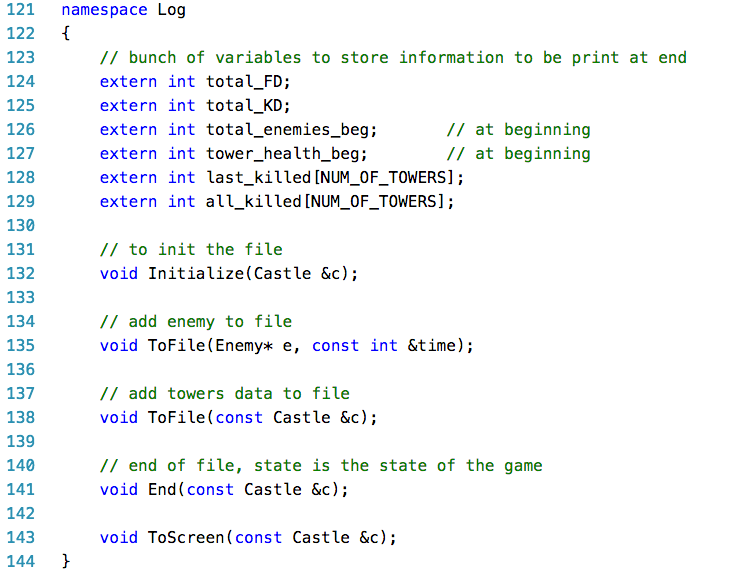 121 namespace Log
122 {
123     // bunch of variables to store information to be print at end
124     extern int total_FD;
125     extern int total_KD;
126     extern int total_enemies_beg;       // at beginning
127     extern int tower_health_beg;        // at beginning
128     extern int last_killed[NUM_OF_TOWERS];
129     extern int all_killed[NUM_OF_TOWERS];
130
131     // to init the file
132     void Initialize(Castle &c);
133
134     // add enemy to file
135     void ToFile(Enemy* e, const int &time);
136
137     // add towers data to file
138     void ToFile(const Castle &c);
139
140     // end of file, state is the state of the game
141     void End(const Castle &c);
142
143     void ToScreen(const Castle &c);
144 }